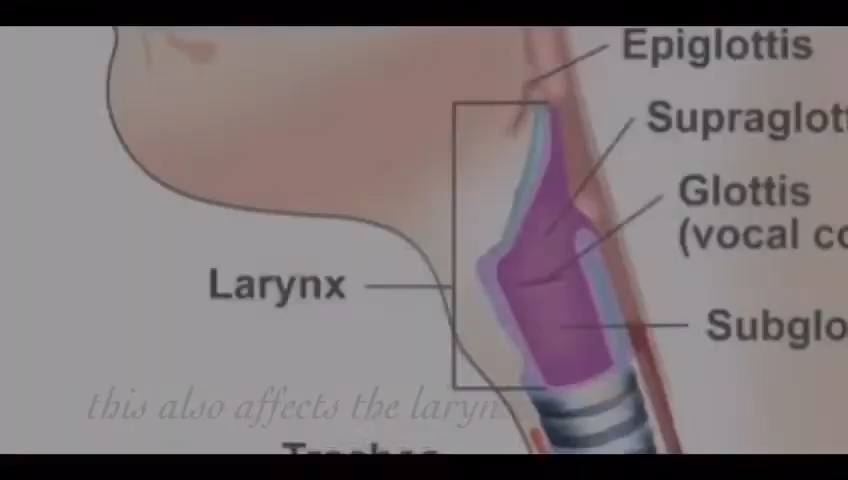 Epiglottis
Supraglott
Glottis
(vocal co
Larynx
Subglo
this also affects the laryn